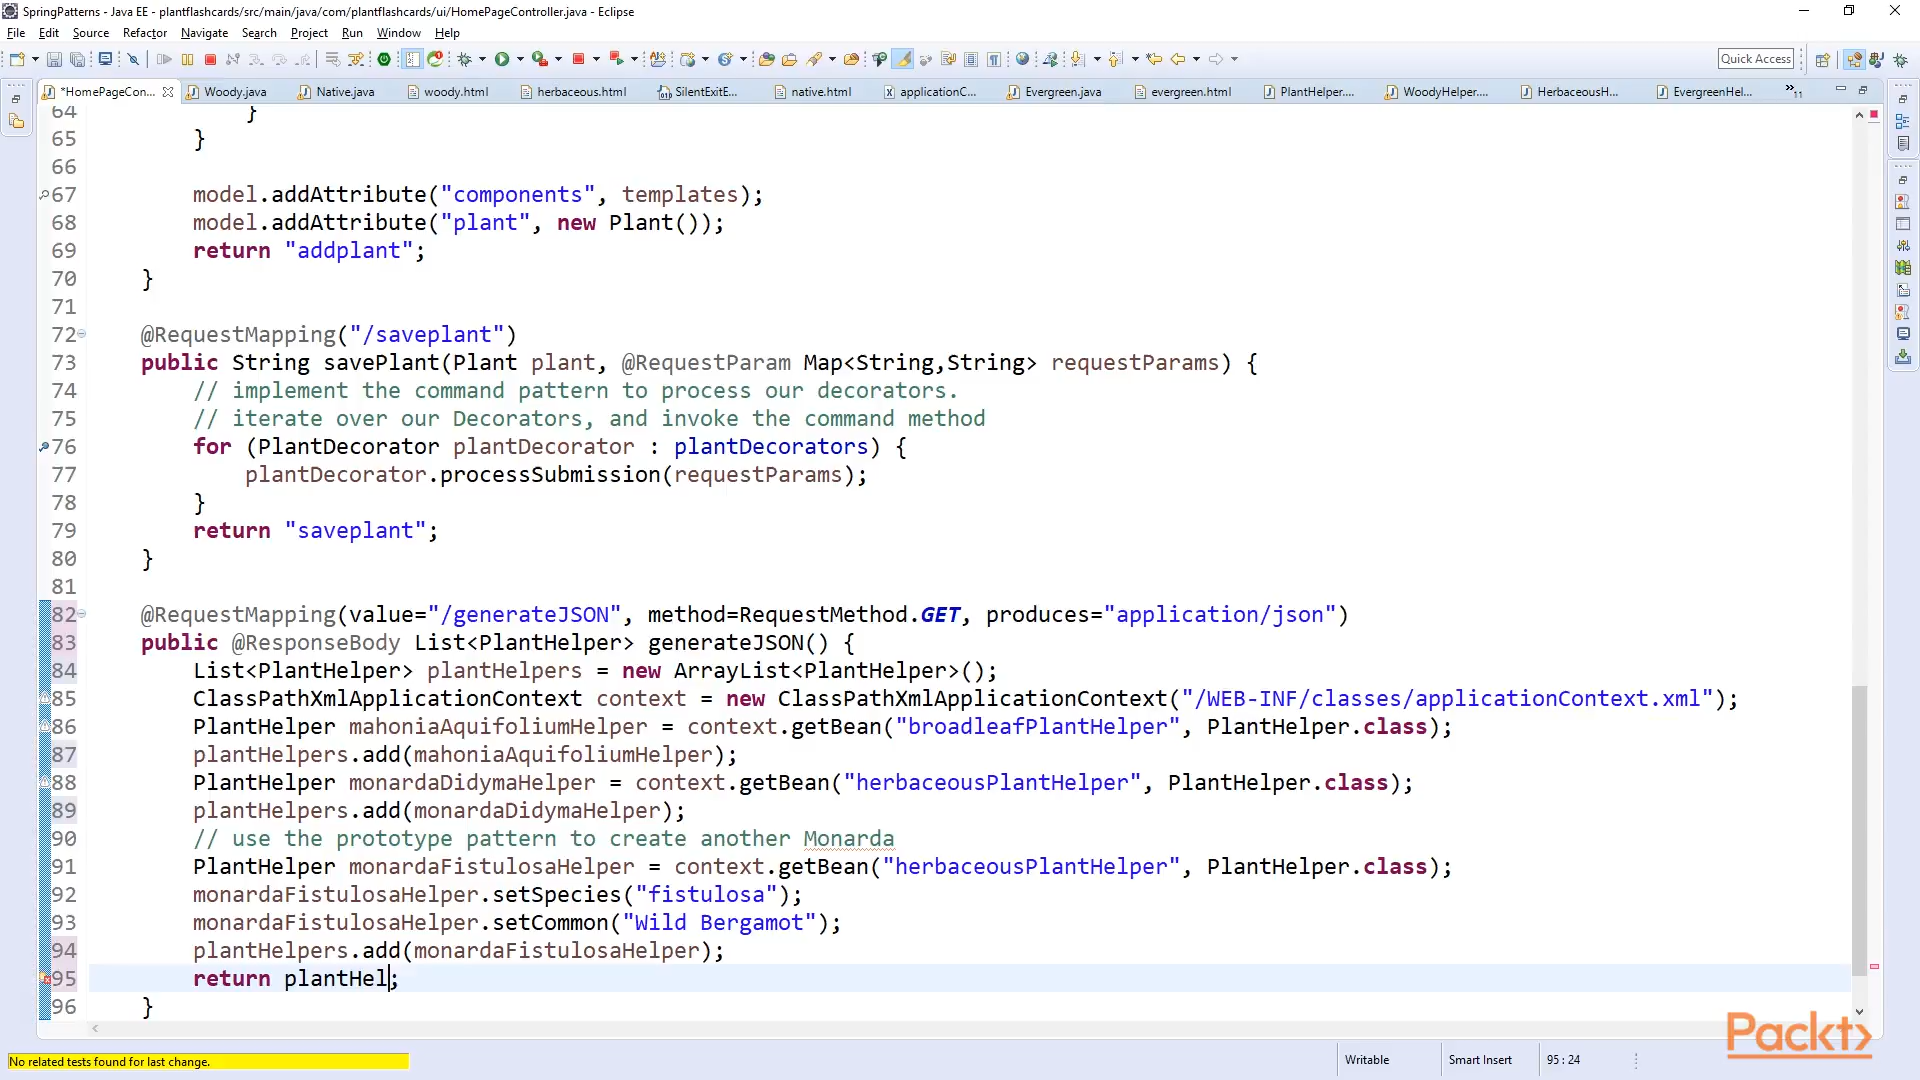 SpringPatterns - Java EE - plantflashcards/src/main/java/com/plantflashcards/ui/HomePageController.java - Eclipse
File Edit Source Refactor Navigate Search Project Run Window Help
Quick Access
*HomePageCon... Woody.java Native.java woody.html herbaceous.html SilentExitE... native.html applicationC... Evergreen.java evergreen.html PlantHelper.... WoodyHelper.... HerbaceousH... EvergreenHel... »11
64 }
65 }
66
67 model.addAttribute("components", templates);
68 model.addAttribute("plant", new Plant());
69 return "addplant";
70 }
71
72 @RequestMapping("/saveplant")
73 public String savePlant(Plant plant, @RequestParam Map<String,String> requestParams) {
74 // implement the command pattern to process our decorators.
75 // iterate over our Decorators, and invoke the command method
76 for (PlantDecorator plantDecorator : plantDecorators) {
77 plantDecorator.processSubmission(requestParams);
78 }
79 return "saveplant";
80 }
81
82 @RequestMapping(value="/generateJSON", method=RequestMethod.GET, produces="application/json")
83 public @ResponseBody List<PlantHelper> generateJSON() {
84 List<PlantHelper> plantHelpers = new ArrayList<PlantHelper>();
85 ClassPathXmlApplicationContext context = new ClassPathXmlApplicationContext("/WEB-INF/classes/applicationContext.xml");
86 PlantHelper mahoniaAquifoliumHelper = context.getBean("broadleafPlantHelper", PlantHelper.class);
87 plantHelpers.add(mahoniaAquifoliumHelper);
88 PlantHelper monardaDidymaHelper = context.getBean("herbaceousPlantHelper", PlantHelper.class);
89 plantHelpers.add(monardaDidymaHelper);
90 // use the prototype pattern to create another Monarda
91 PlantHelper monardaFistulosaHelper = context.getBean("herbaceousPlantHelper", PlantHelper.class);
92 monardaFistulosaHelper.setSpecies("fistulosa");
93 monardaFistulosaHelper.setCommon("Wild Bergamot");
94 plantHelpers.add(monardaFistulosaHelper);
95 return plantHel;
96 }
Packt>
No related tests found for last change. Writable Smart Insert 95 : 24